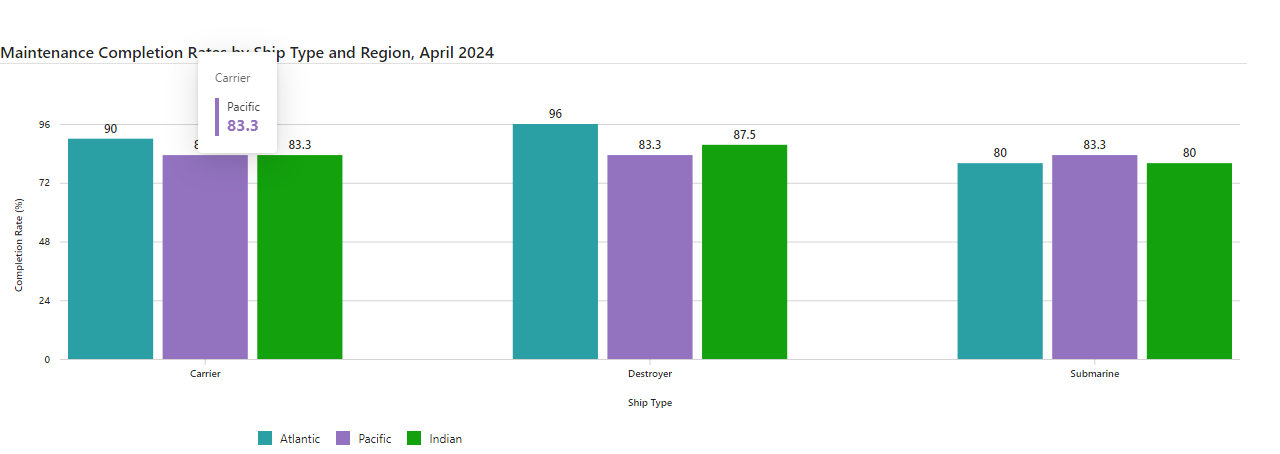 Maintenance Completion Rates by Ship Type and Region, April 2024
Carrier
Pacific
83.3
90
83.3
96
83.3
87.5
80
83.3
80
96
72
48
24
0
Completion Rate (%)
Carrier
Destroyer
Submarine
Ship Type
Atlantic
Pacific
Indian